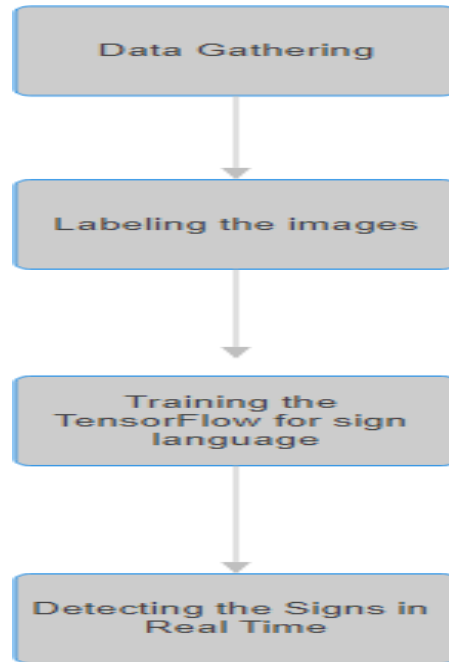 Data Gathering
Labeling the images
Training the
TensorFlow for sign
language
Detecting the Signs in
Real Time